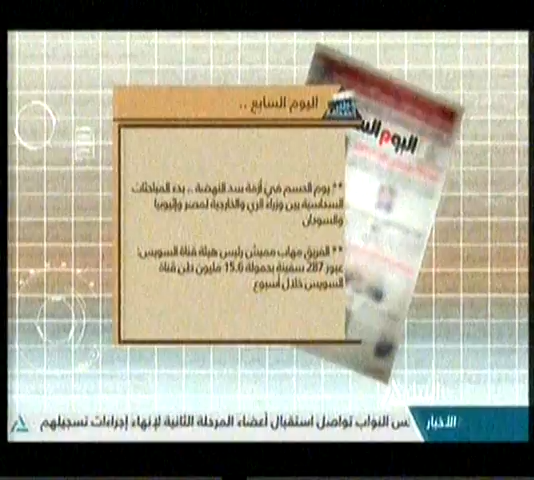 اليوم السابع ..
** يوم الحسم في أزمة سد النهضة .. بدء المباحثات
السداسية بين وزراء الري والخارجية لمصر وإثيوبيا
والسودان
** الفريق مهاب مميش رئيس هيئة قناة السويس:
عبور 287 سفينة بحمولة 15.6 مليون طن قناة
السويس خلال أسبوع
الأخبار
س النواب تواصل استقبال أعضاء المرحلة الثانية لإنهاء إجراءات تسجيلهم